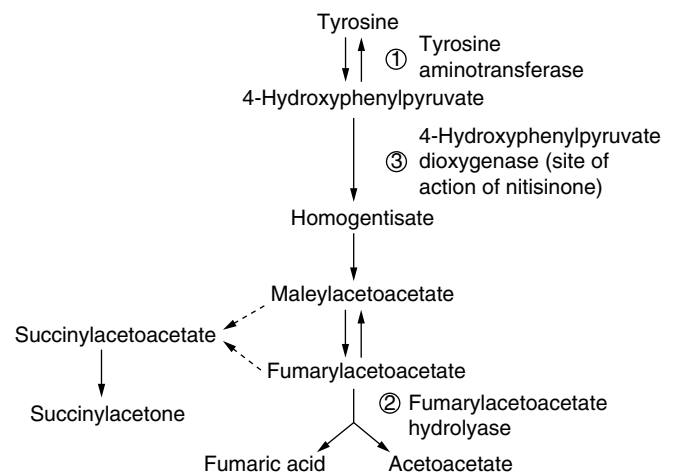 Tyrosine
① Tyrosine
aminotransferase
4-Hydroxyphenylpyruvate
4-Hydroxyphenylpyruvate
③ dioxygenase (site of
action of nitisinone)
Homogentisate
Maleylacetoacetate
Succinylacetoacetate
Fumarylacetoacetate
Succinylacetone
② Fumarylacetoacetate
hydrolyase
Fumaric acid
Acetoacetate